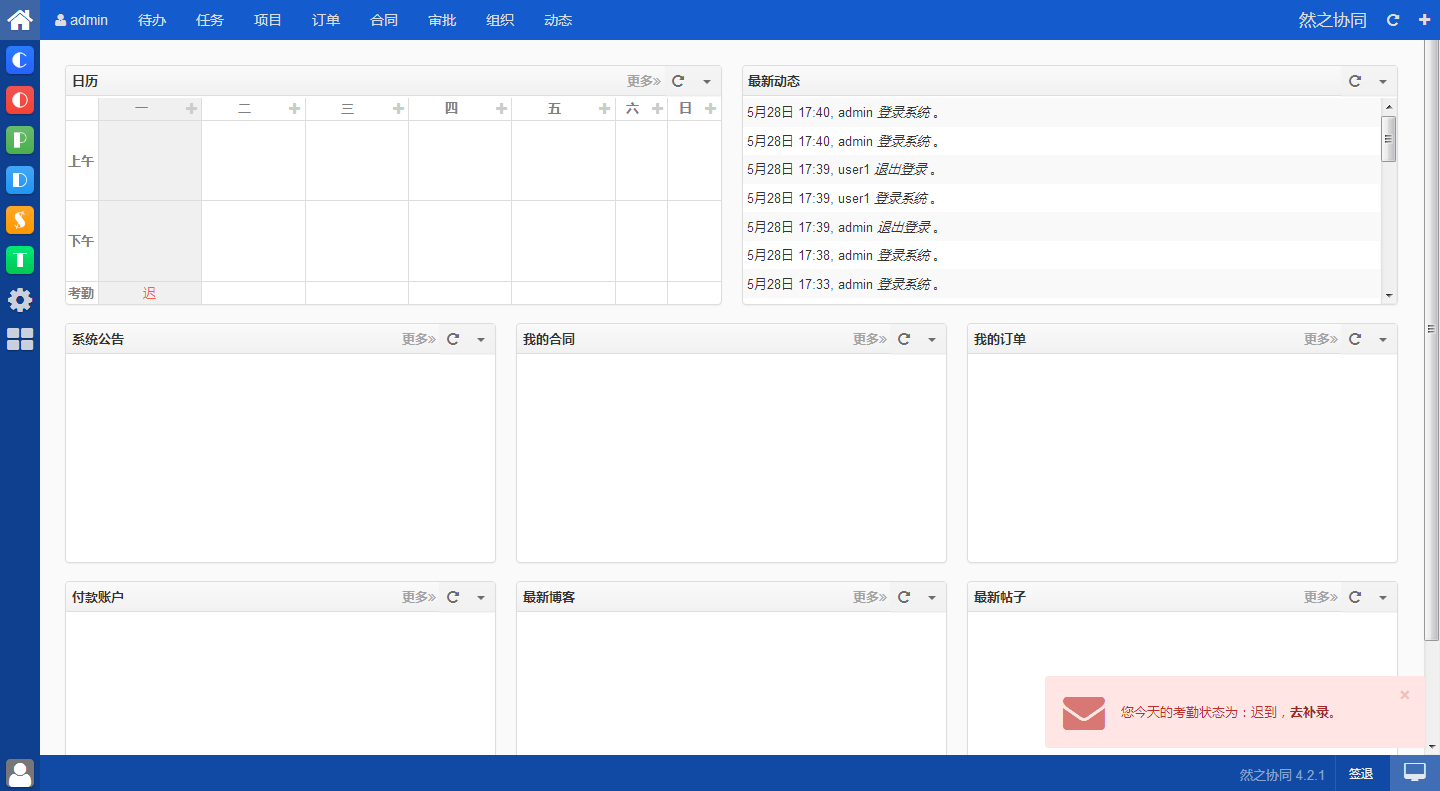 admin 待办 任务 项目 订单 合同 审批 组织 动态 然之协同
C
O
P
D
S
T
日历 更多»
一 二 三 四 五 六 日
上午
下午
考勤 迟
最新动态
5月28日 17:40, admin 登录系统 。
5月28日 17:40, admin 登录系统 。
5月28日 17:39, user1 退出登录 。
5月28日 17:39, user1 登录系统 。
5月28日 17:39, admin 退出登录 。
5月28日 17:38, admin 登录系统 。
5月28日 17:33, admin 登录系统 。
系统公告 更多»
我的合同 更多»
我的订单 更多»
付款账户 更多»
最新博客 更多»
最新帖子 更多»
您今天的考勤状态为：迟到，去补录。
然之协同 4.2.1 签退